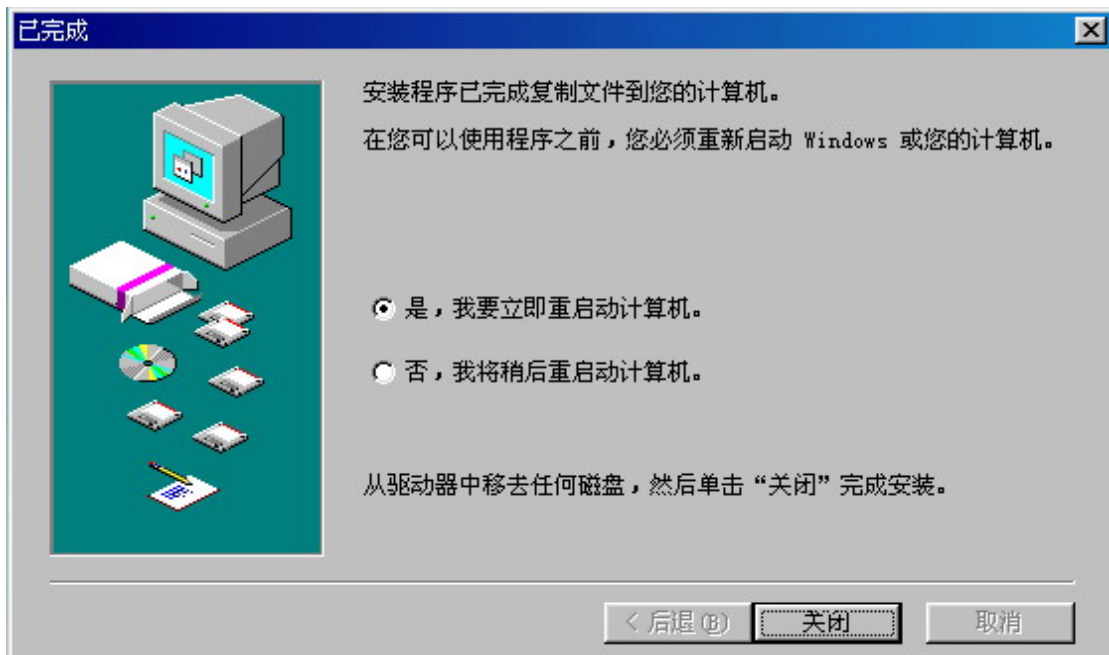 已完成
安装程序已完成复制文件到您的计算机。
在您可以使用程序之前，您必须重新启动 Windows 或您的计算机。
是，我要立即重启动计算机。
否，我将稍后重启动计算机。
从驱动器中移去任何磁盘，然后单击“关闭”完成安装。
< 后退(B) 关闭 取消